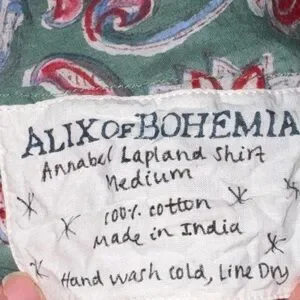 ALIX OF BOHEMIA
Annabel Lapland Shirt
Medium
100% cotton
Made in India
Hand wash cold, Line Dry